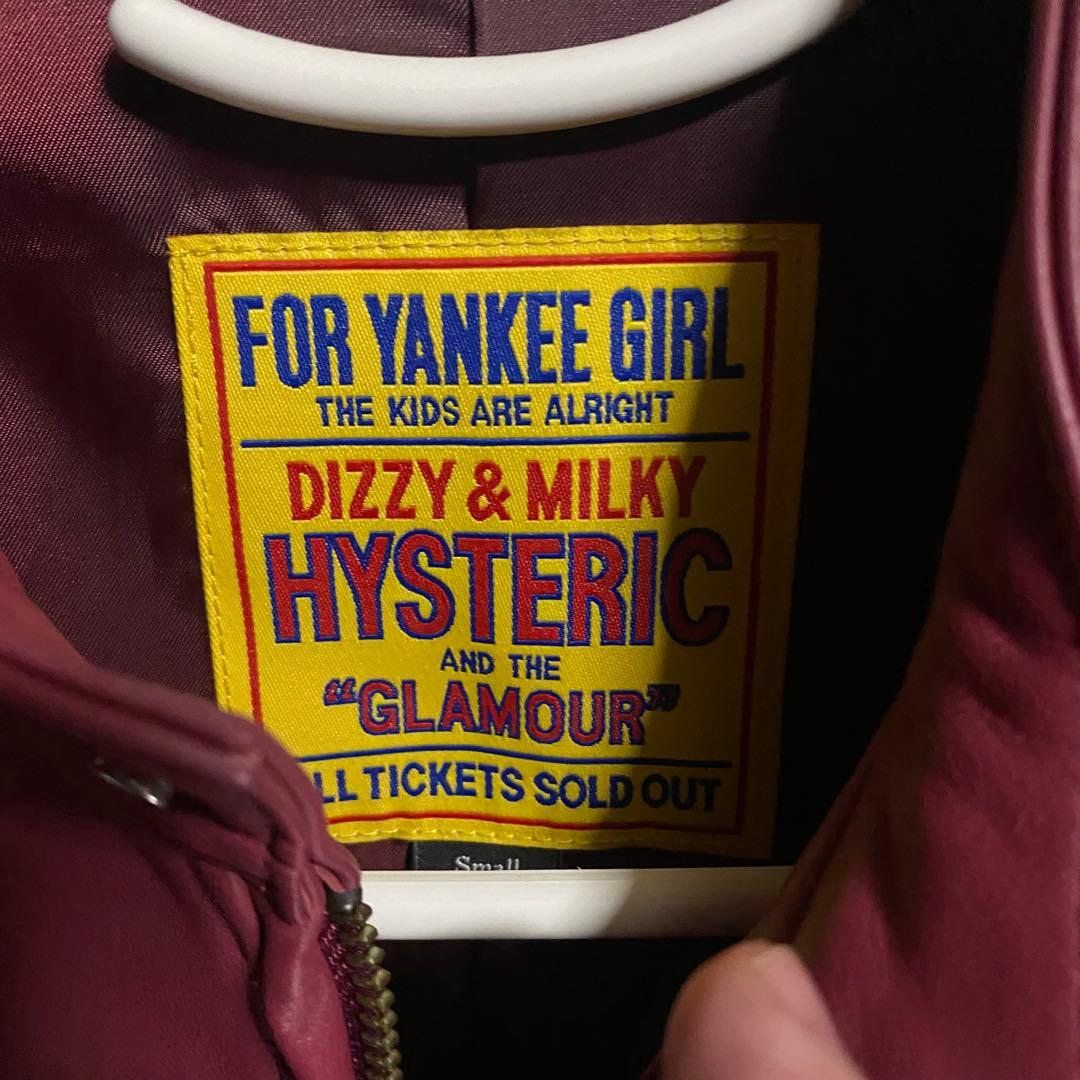 FOR YANKEE GIRL
THE KIDS ARE ALRIGHT
DIZZY & MILKY
HYSTERIC
AND THE
“GLAMOUR”
LL TICKETS SOLD OUT
Small